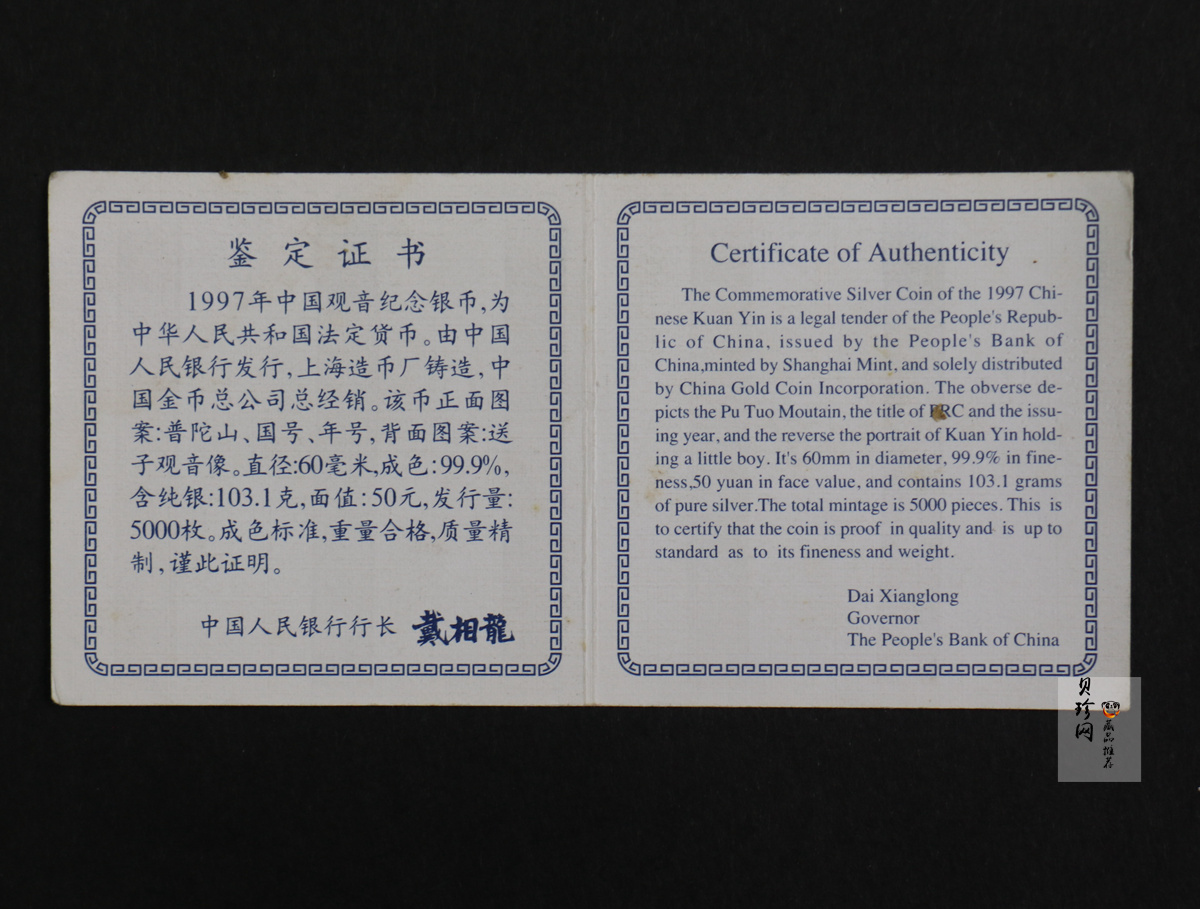 鉴定证书
1997年中国观音纪念银币,为
中华人民共和国法定货币。由中国
人民银行发行,上海造币厂铸造,中
国金币总公司总经销。该币正面图
案:普陀山、国号、年号,背面图案:送
子观音像。直径:60毫米,成色:99.9%,
含纯银:103.1克,面值:50元,发行量:
5000枚。成色标准,重量合格,质量精
制,谨此证明。
中国人民银行行长 戴相龍
Certificate of Authenticity
The Commemorative Silver Coin of the 1997 Chi-
nese Kuan Yin is a legal tender of the People's Repub-
lic of China, issued by the People's Bank of
China,minted by Shanghai Mint, and solely distributed
by China Gold Coin Incorporation. The obverse de-
picts the Pu Tuo Moutain, the title of PRC and the issu-
ing year, and the reverse the portrait of Kuan Yin hold-
ing a little boy. It's 60mm in diameter, 99.9% in fine-
ness,50 yuan in face value, and contains 103.1 grams
of pure silver.The total mintage is 5000 pieces. This is
to certify that the coin is proof in quality and is up to
standard as to its fineness and weight.
Dai Xianglong
Governor
The People's Bank of China
贝珍网
藏品推荐